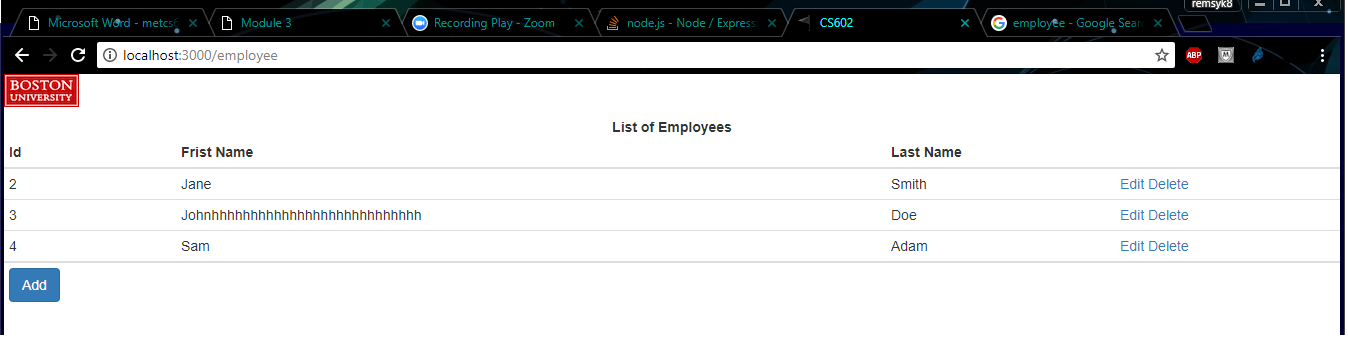 remsyk8
Microsoft Word - metcs6
Module 3
Recording Play - Zoom
node.js - Node / Express
CS602
employee - Google Sear
localhost:3000/employee
ABP
BOSTON
UNIVERSITY
List of Employees
Id Frist Name Last Name
2 Jane Smith Edit Delete
3 Johnhhhhhhhhhhhhhhhhhhhhhhhhhhhh Doe Edit Delete
4 Sam Adam Edit Delete
Add